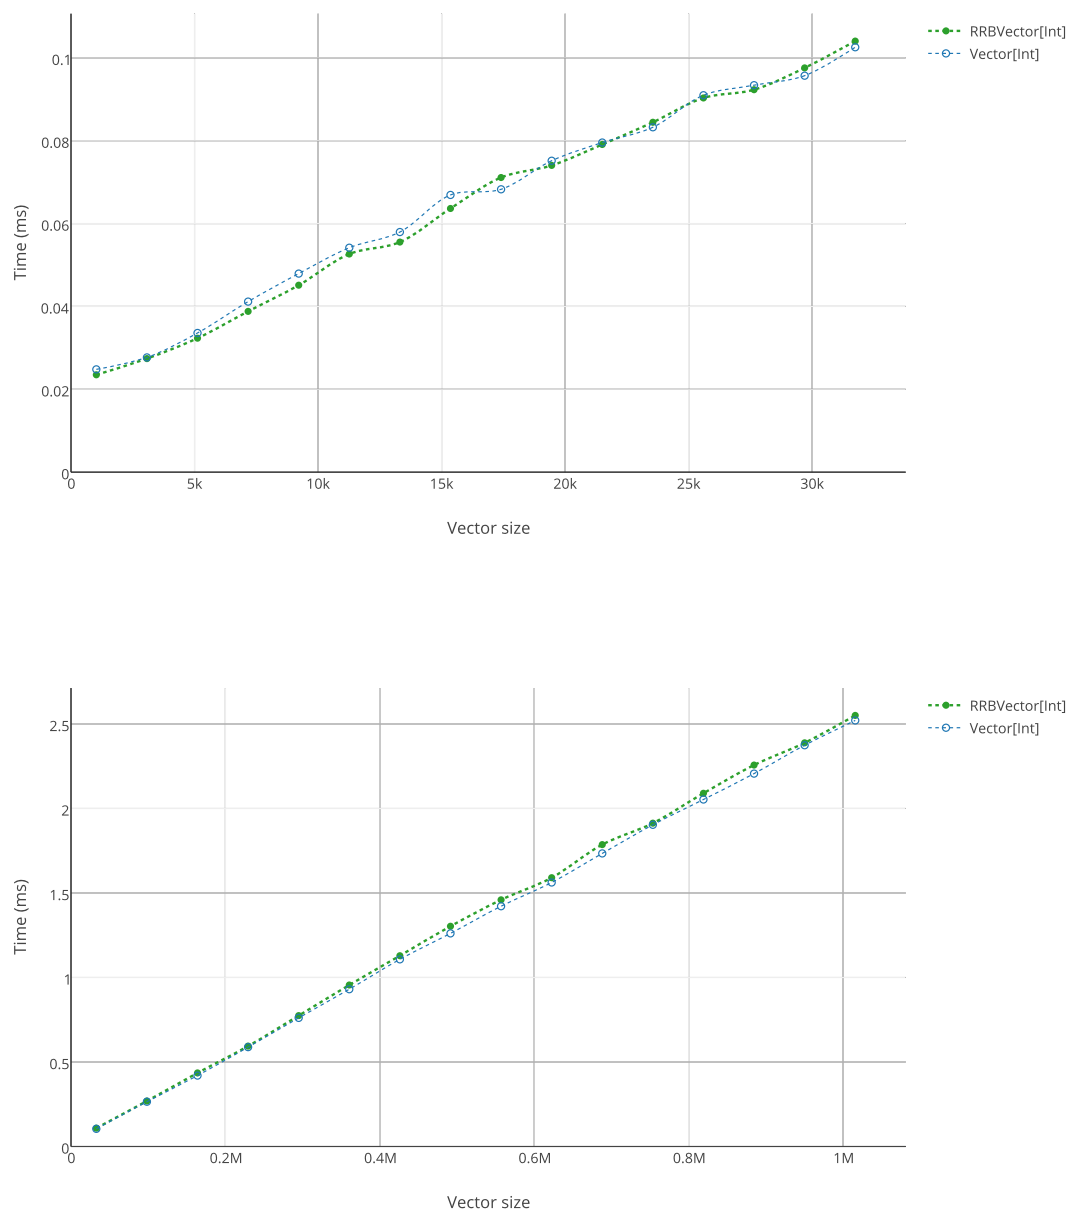 RRBVector[Int]
Vector[Int]
Time (ms)
0.1
0.08
0.06
0.04
0.02
0
0 5k 10k 15k 20k 25k 30k
Vector size
RRBVector[Int]
Vector[Int]
Time (ms)
2.5
2
1.5
1
0.5
0
0 0.2M 0.4M 0.6M 0.8M 1M
Vector size